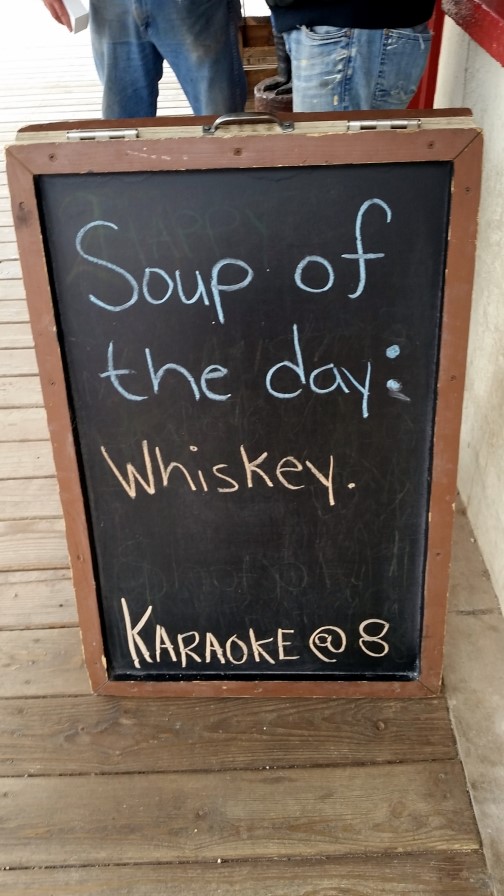 Soup of
the day:
Whiskey.
KARAOKE @ 8